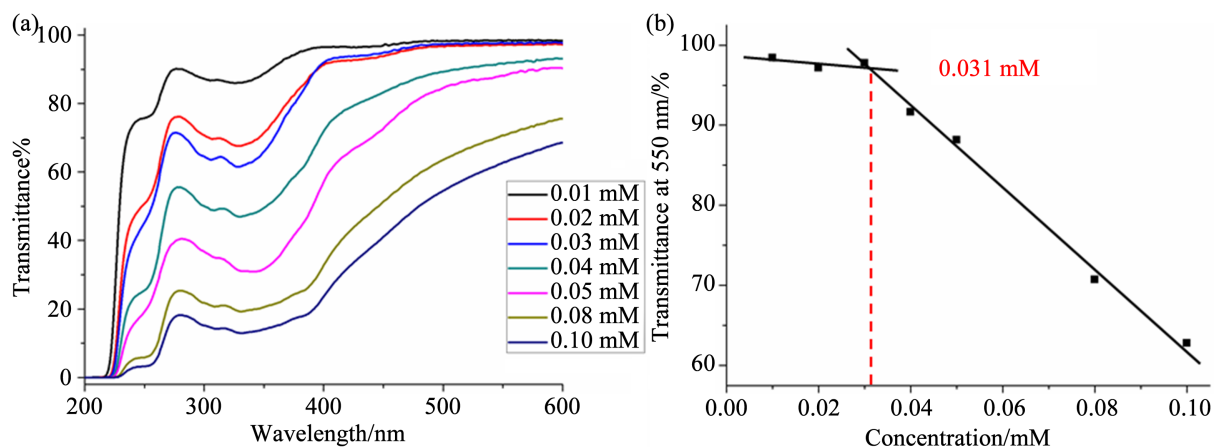 (a)
100
80
60
40
20
0
Transmittance%
200
300
400
500
600
Wavelength/nm
0.01 mM
0.02 mM
0.03 mM
0.04 mM
0.05 mM
0.08 mM
0.10 mM
(b)
100
90
80
70
60
Transmittance at 550 nm/%
0.031 mM
0.00
0.02
0.04
0.06
0.08
0.10
Concentration/mM